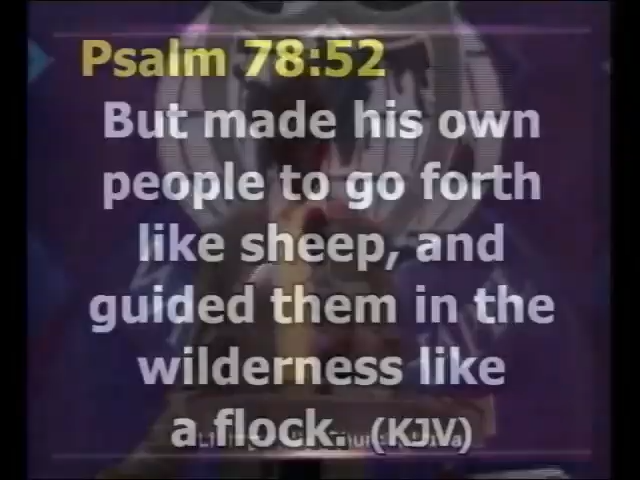 Psalm 78:52
But made his own
people to go forth
like sheep, and
guided them in the
wilderness like
a flock. (KJV)